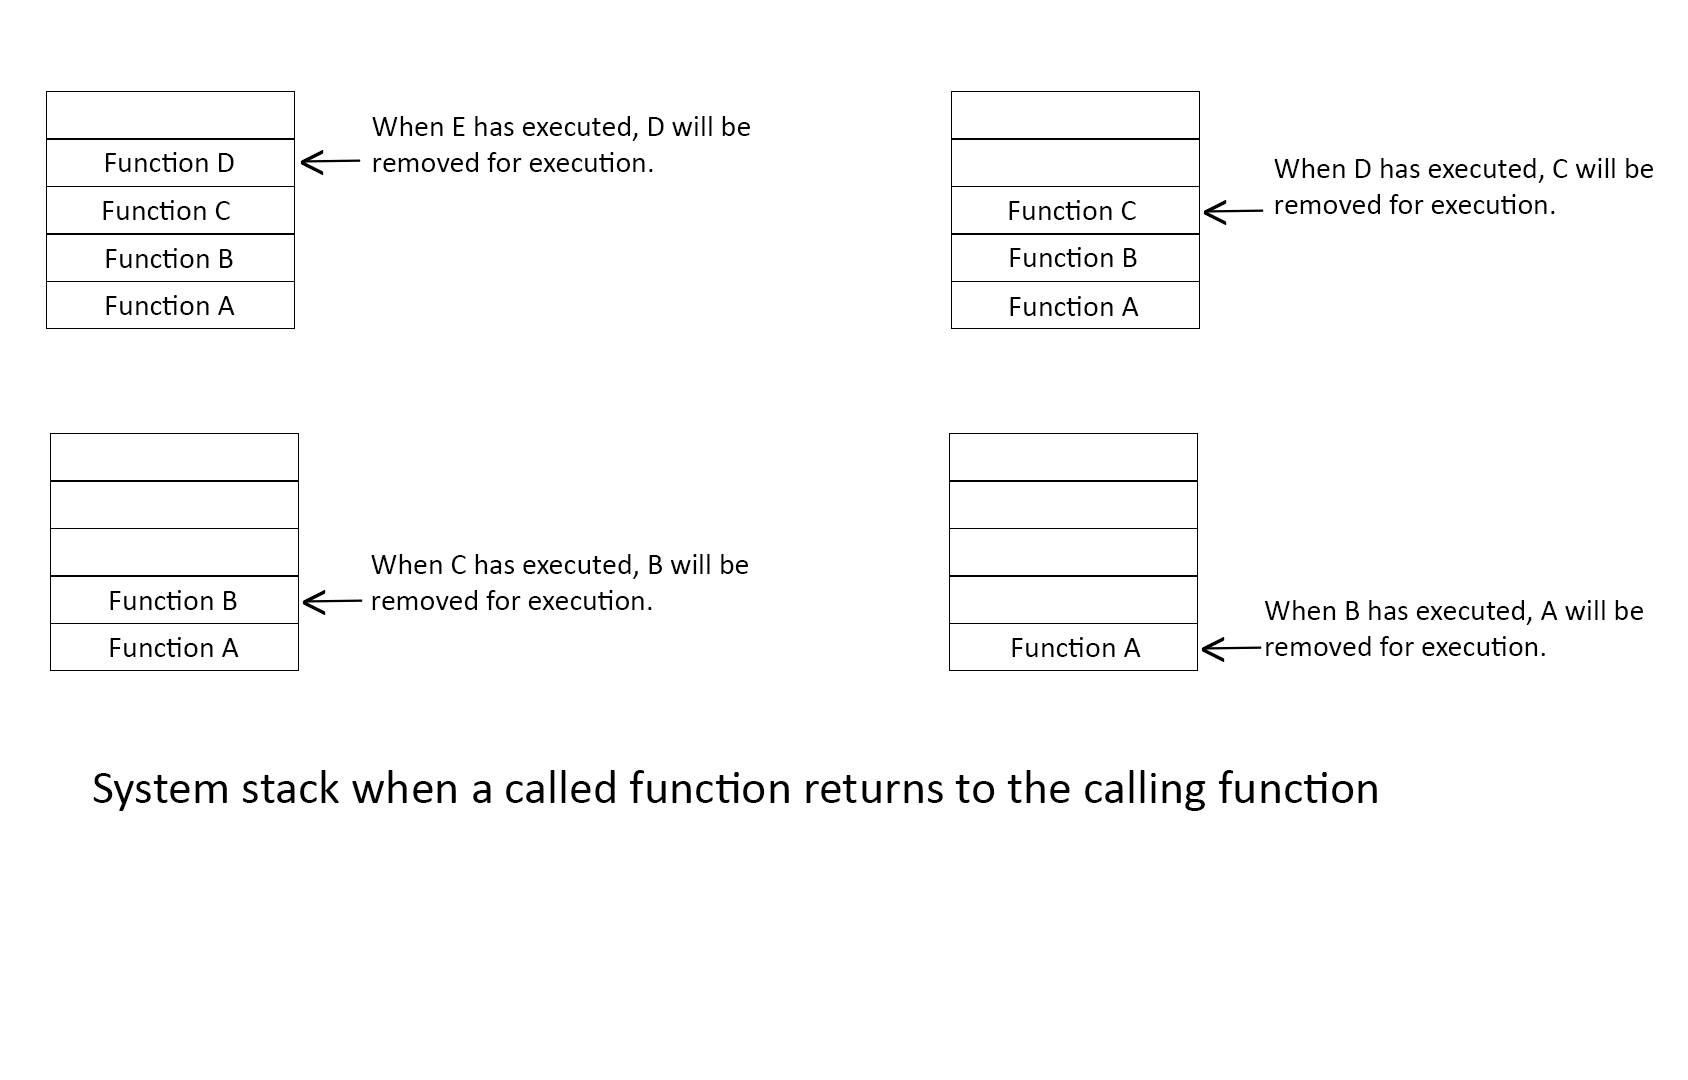 When E has executed, D will be
removed for execution.
Function D
Function C
Function B
Function A
When D has executed, C will be
removed for execution.
Function C
Function B
Function A
When C has executed, B will be
removed for execution.
Function B
Function A
When B has executed, A will be
removed for execution.
Function A
System stack when a called function returns to the calling function